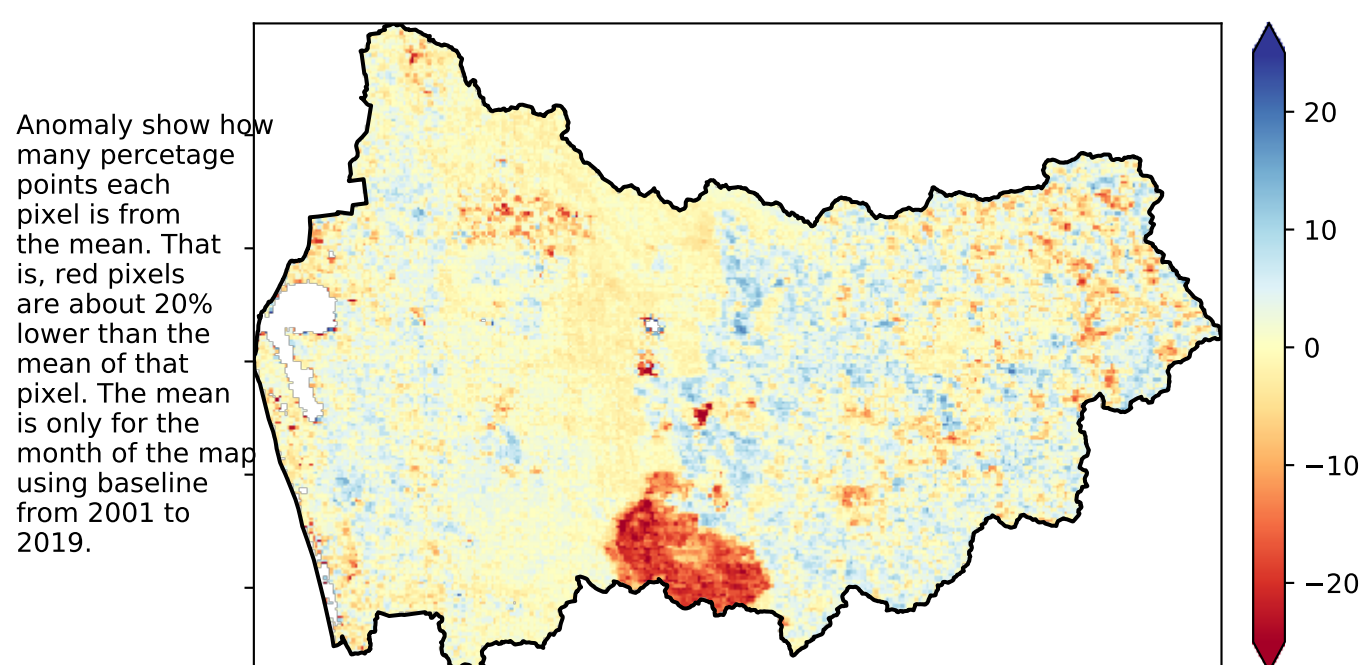 Anomaly show how
many percetage
points each
pixel is from
the mean. That
is, red pixels
are about 20%
lower than the
mean of that
pixel. The mean
is only for the
month of the map
using baseline
from 2001 to
2019.
20
10
0
−10
−20